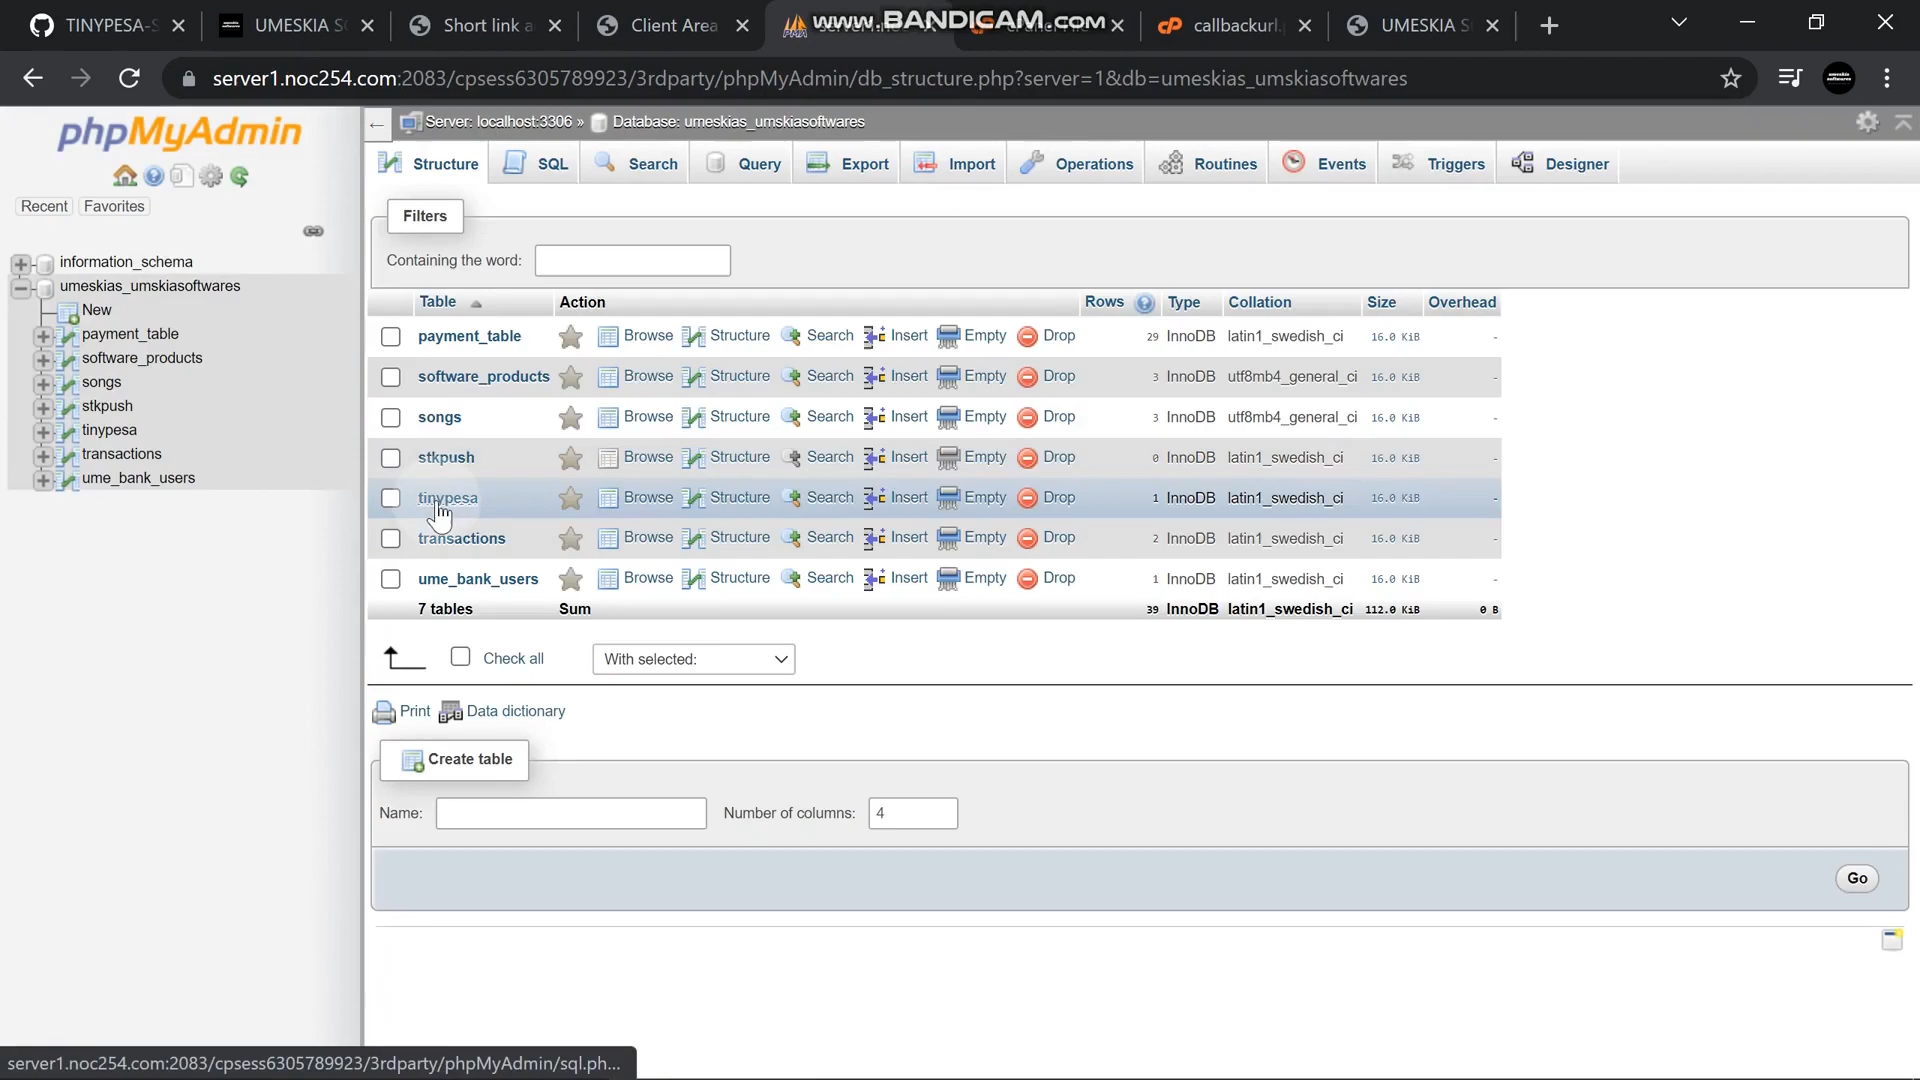 TINYPESA-S
UMESKIA S
Short link a
Client Area
www.BANDICAM.com
callbackurl.
UMESKIA S
server1.noc254.com:2083/cpsess6305789923/3rdparty/phpMyAdmin/db_structure.php?server=1&db=umeskias_umskiasoftwares
phpMyAdmin
Recent Favorites
information_schema
umeskias_umskiasoftwares
New
payment_table
software_products
songs
stkpush
tinypesa
transactions
ume_bank_users
Server: localhost:3306 » Database: umeskias_umskiasoftwares
Structure SQL Search Query Export Import Operations Routines Events Triggers Designer
Filters
Containing the word:
Table Action Rows Type Collation Size Overhead
payment_table Browse Structure Search Insert Empty Drop 29 InnoDB latin1_swedish_ci 16.0 KiB -
software_products Browse Structure Search Insert Empty Drop 3 InnoDB utf8mb4_general_ci 16.0 KiB -
songs Browse Structure Search Insert Empty Drop 3 InnoDB utf8mb4_general_ci 16.0 KiB -
stkpush Browse Structure Search Insert Empty Drop 0 InnoDB latin1_swedish_ci 16.0 KiB -
tinypesa Browse Structure Search Insert Empty Drop 1 InnoDB latin1_swedish_ci 16.0 KiB -
transactions Browse Structure Search Insert Empty Drop 2 InnoDB latin1_swedish_ci 16.0 KiB -
ume_bank_users Browse Structure Search Insert Empty Drop 1 InnoDB latin1_swedish_ci 16.0 KiB -
7 tables Sum 39 InnoDB latin1_swedish_ci 112.0 KiB 0 B
Check all With selected:
Print Data dictionary
Create table
Name: Number of columns: 4
Go
server1.noc254.com:2083/cpsess6305789923/3rdparty/phpMyAdmin/sql.ph...